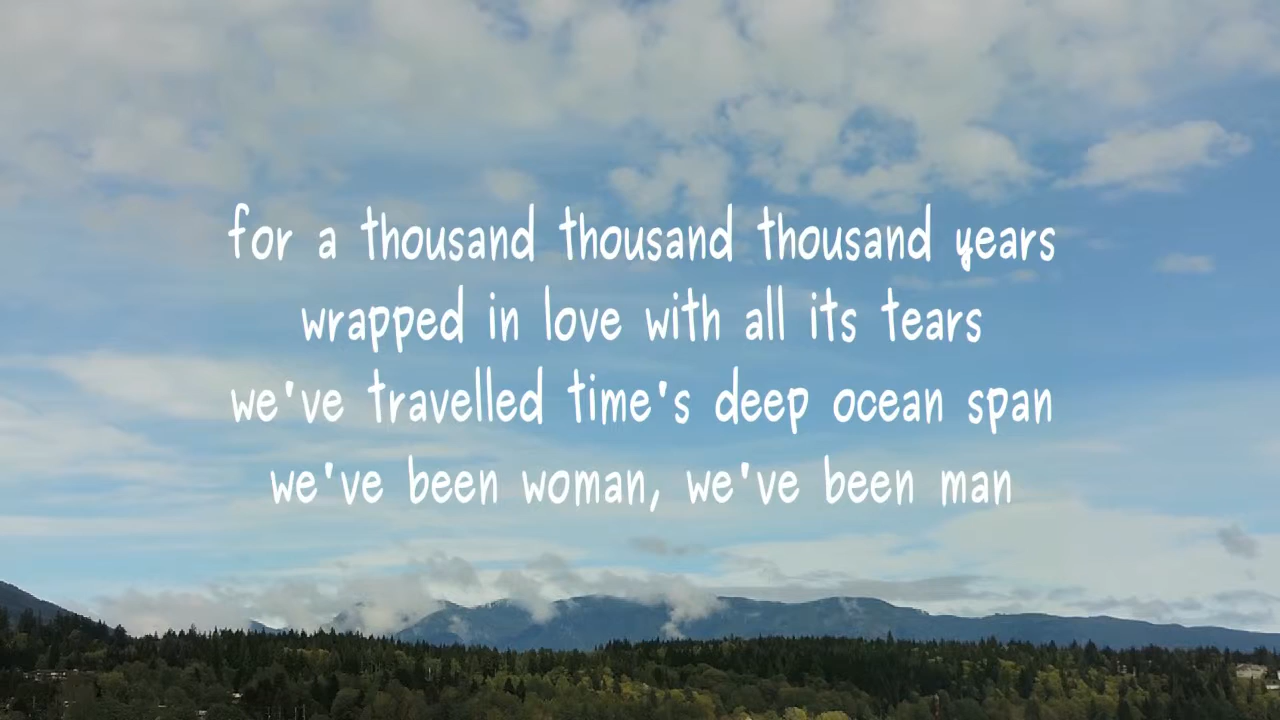 for a thousand thousand thousand years
wrapped in love with all its tears
we've travelled time's deep ocean span
we've been woman, we've been man